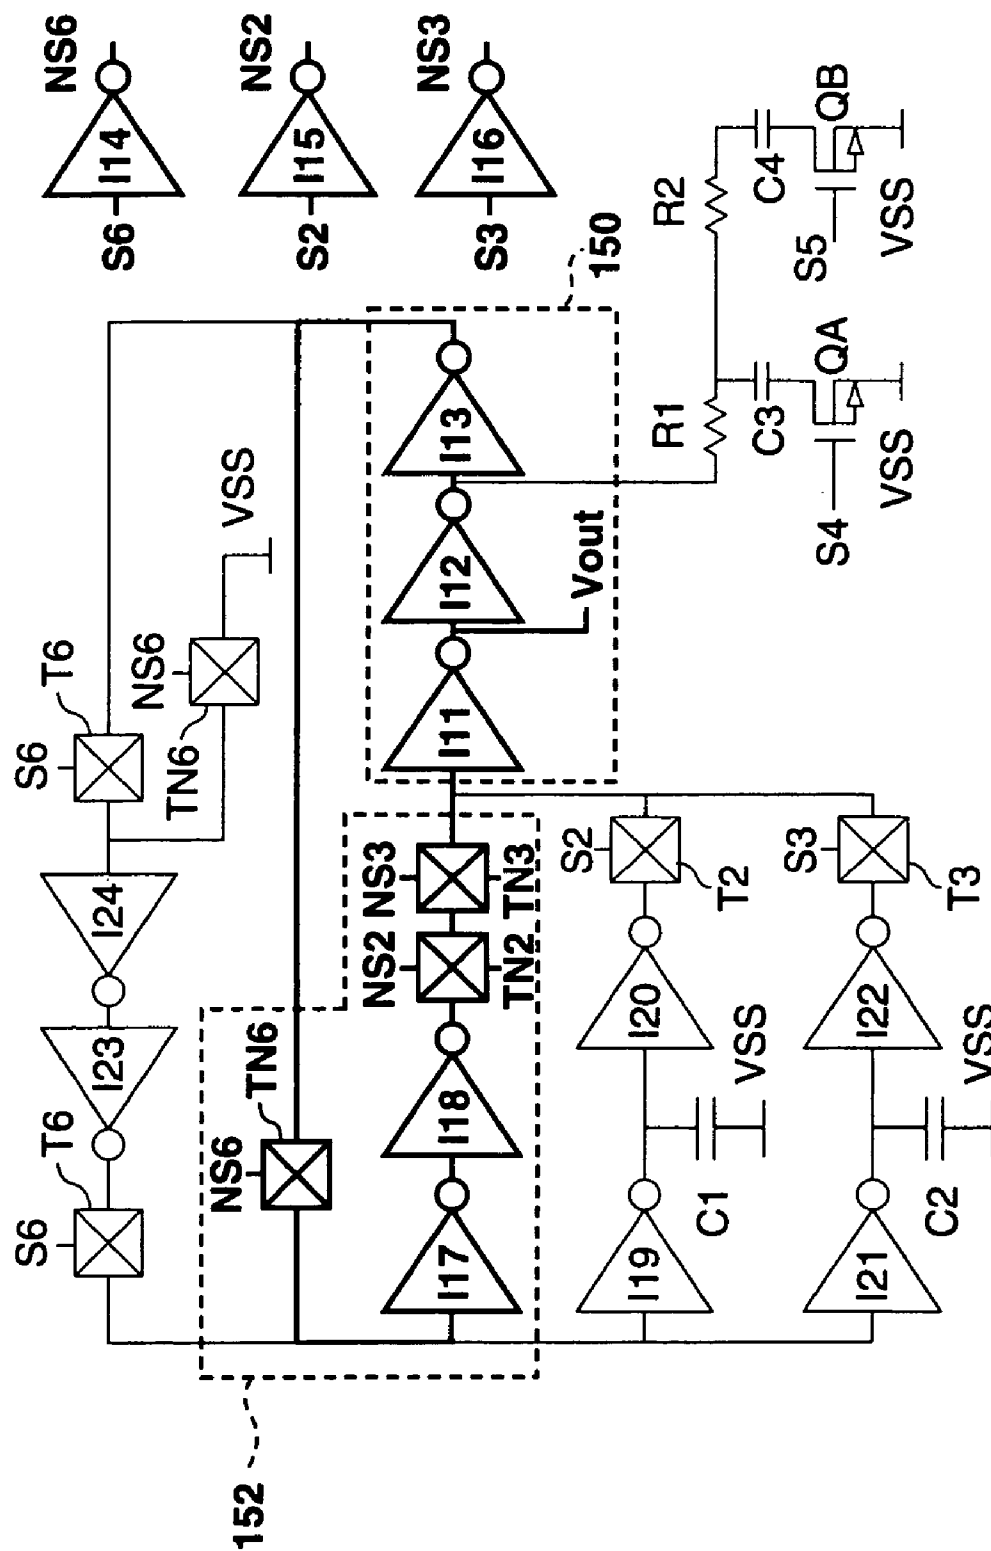 S6
T6
I23
I24
S6
T6
TN6
NS6
VSS
S6
I14
NS6
S2
I15
NS2
S3
I16
NS3
152
NS6
TN6
I17
I18
NS2
NS3
TN2
TN3
I11
I12
I13
Vout
150
I19
C1
VSS
I20
S2
T2
I21
C2
VSS
I22
S3
T3
R1
R2
C3
C4
S4
QA
VSS
S5
QB
VSS